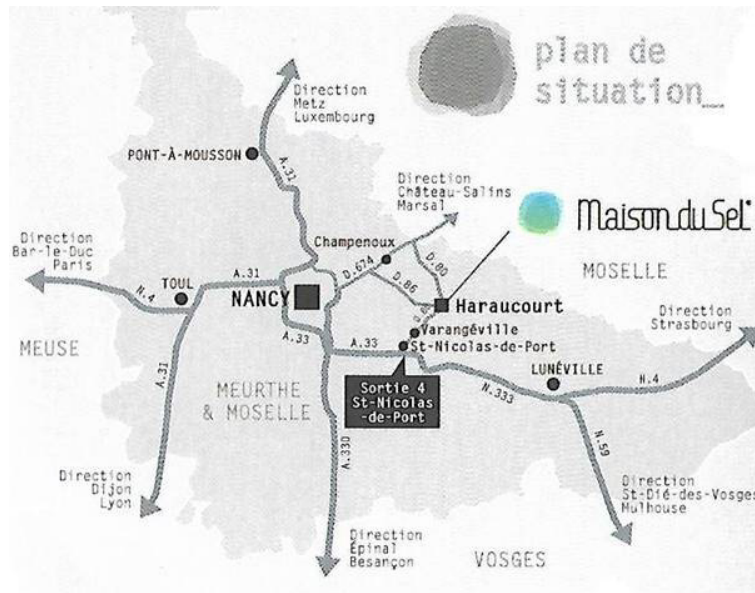 plan de
situation_
Direction
Metz
Luxembourg
PONT-À-MOUSSON
A.31
Direction
Château-Salins
Marsal
Maison du Sel
Champenoux
D.674
D.80
D.86
MOSELLE
Direction
Bar-le-Duc
Paris
N.4
TOUL
A.31
NANCY
Haraucourt
Varangéville
St-Nicolas-de-Port
Direction
Strasbourg
MEUSE
A.33
A.33
Sortie 4
St-Nicolas
-de-Port
LUNÉVILLE
N.4
N.333
A.31
MEURTHE
& MOSELLE
A.330
N.59
Direction
Dijon
Lyon
Direction
St-Dié-des-Vosges
Mulhouse
Direction
Épinal
Besançon
VOSGES